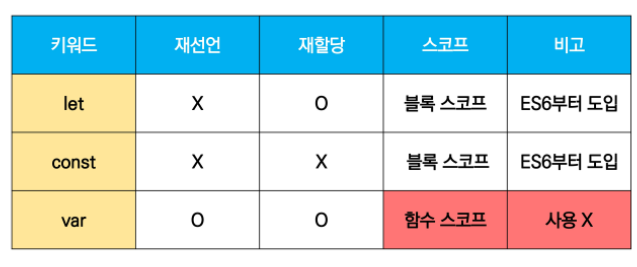 키워드 재선언 재할당 스코프 비고
let X O 블록 스코프 ES6부터 도입
const X X 블록 스코프 ES6부터 도입
var O O 함수 스코프 사용 X